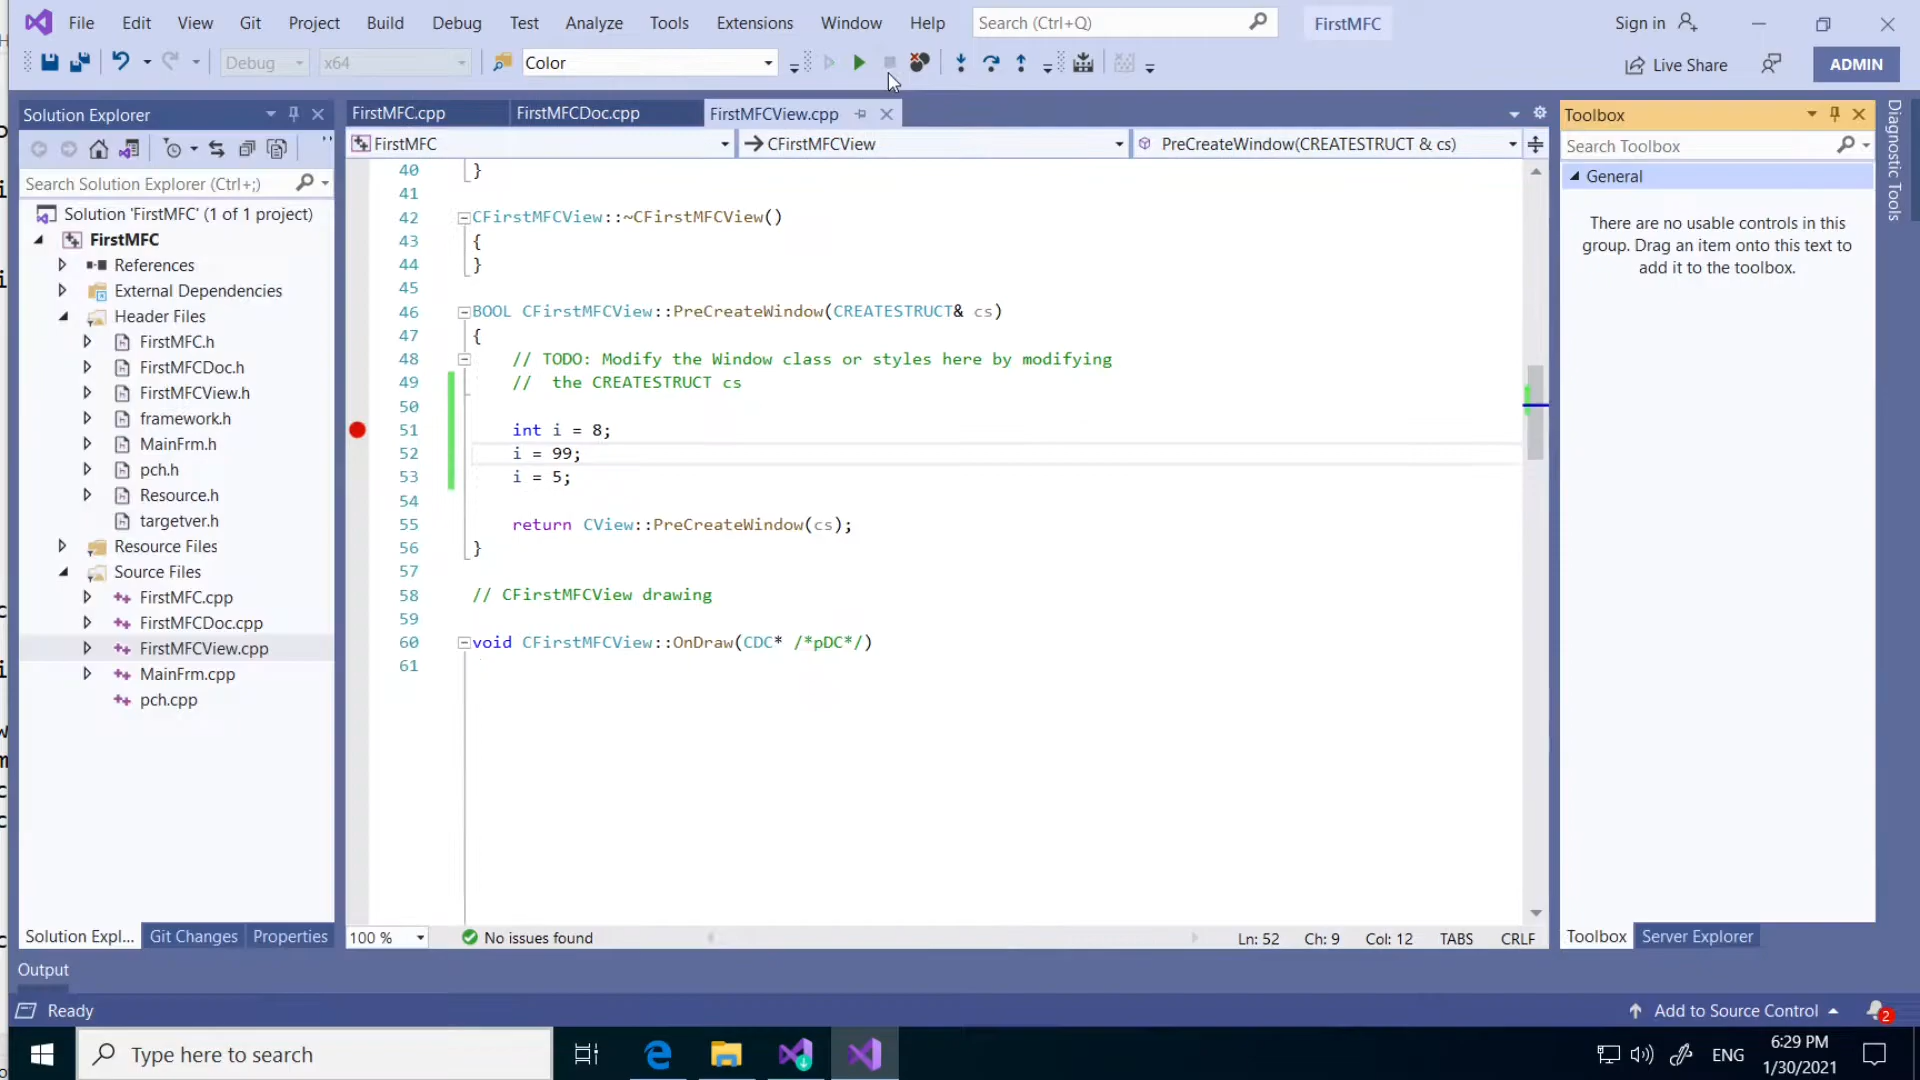 File Edit View Git Project Build Debug Test Analyze Tools Extensions Window Help Search (Ctrl+Q) FirstMFC Sign in
Debug x64 Color Live Share ADMIN
Solution Explorer
Search Solution Explorer (Ctrl+;)
Solution 'FirstMFC' (1 of 1 project)
FirstMFC
References
External Dependencies
Header Files
FirstMFC.h
FirstMFCDoc.h
FirstMFCView.h
framework.h
MainFrm.h
pch.h
Resource.h
targetver.h
Resource Files
Source Files
FirstMFC.cpp
FirstMFCDoc.cpp
FirstMFCView.cpp
MainFrm.cpp
pch.cpp
Solution Expl... Git Changes Properties
FirstMFC.cpp FirstMFCDoc.cpp FirstMFCView.cpp
FirstMFC CFirstMFCView PreCreateWindow(CREATESTRUCT & cs)
40 }
41
42 CFirstMFCView::~CFirstMFCView()
43 {
44 }
45
46 BOOL CFirstMFCView::PreCreateWindow(CREATESTRUCT& cs)
47 {
48 // TODO: Modify the Window class or styles here by modifying
49 // the CREATESTRUCT cs
50
51 int i = 8;
52 i = 99;
53 i = 5;
54
55 return CView::PreCreateWindow(cs);
56 }
57
58 // CFirstMFCView drawing
59
60 void CFirstMFCView::OnDraw(CDC* /*pDC*/)
61
100 % No issues found Ln: 52 Ch: 9 Col: 12 TABS CRLF
Toolbox
Search Toolbox
General
There are no usable controls in this
group. Drag an item onto this text to
add it to the toolbox.
Toolbox Server Explorer
Diagnostic Tools
Output
Ready Add to Source Control 2
Type here to search ENG 6:29 PM
1/30/2021